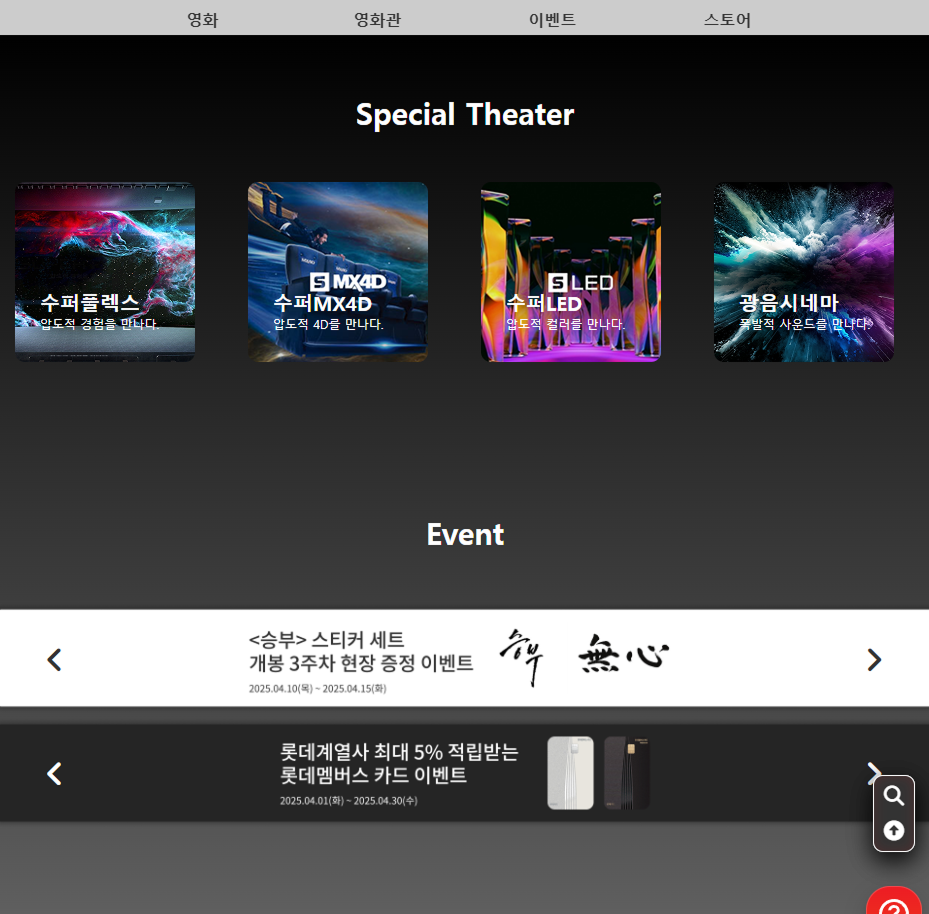 영화 영화관 이벤트 스토어
Special Theater
수퍼플렉스
압도적 경험을 만나다.
S MX4D
수퍼MX4D
압도적 4D를 만나다.
S LED
수퍼LED
압도적 컬러를 만나다.
광음시네마
폭발적 사운드를 만나다.
Event
<승부> 스티커 세트
개봉 3주차 현장 증정 이벤트
2025.04.10(목) ~ 2025.04.15(화)
승부 無心
롯데계열사 최대 5% 적립받는
롯데멤버스 카드 이벤트
2025.04.01(화) ~ 2025.04.30(수)